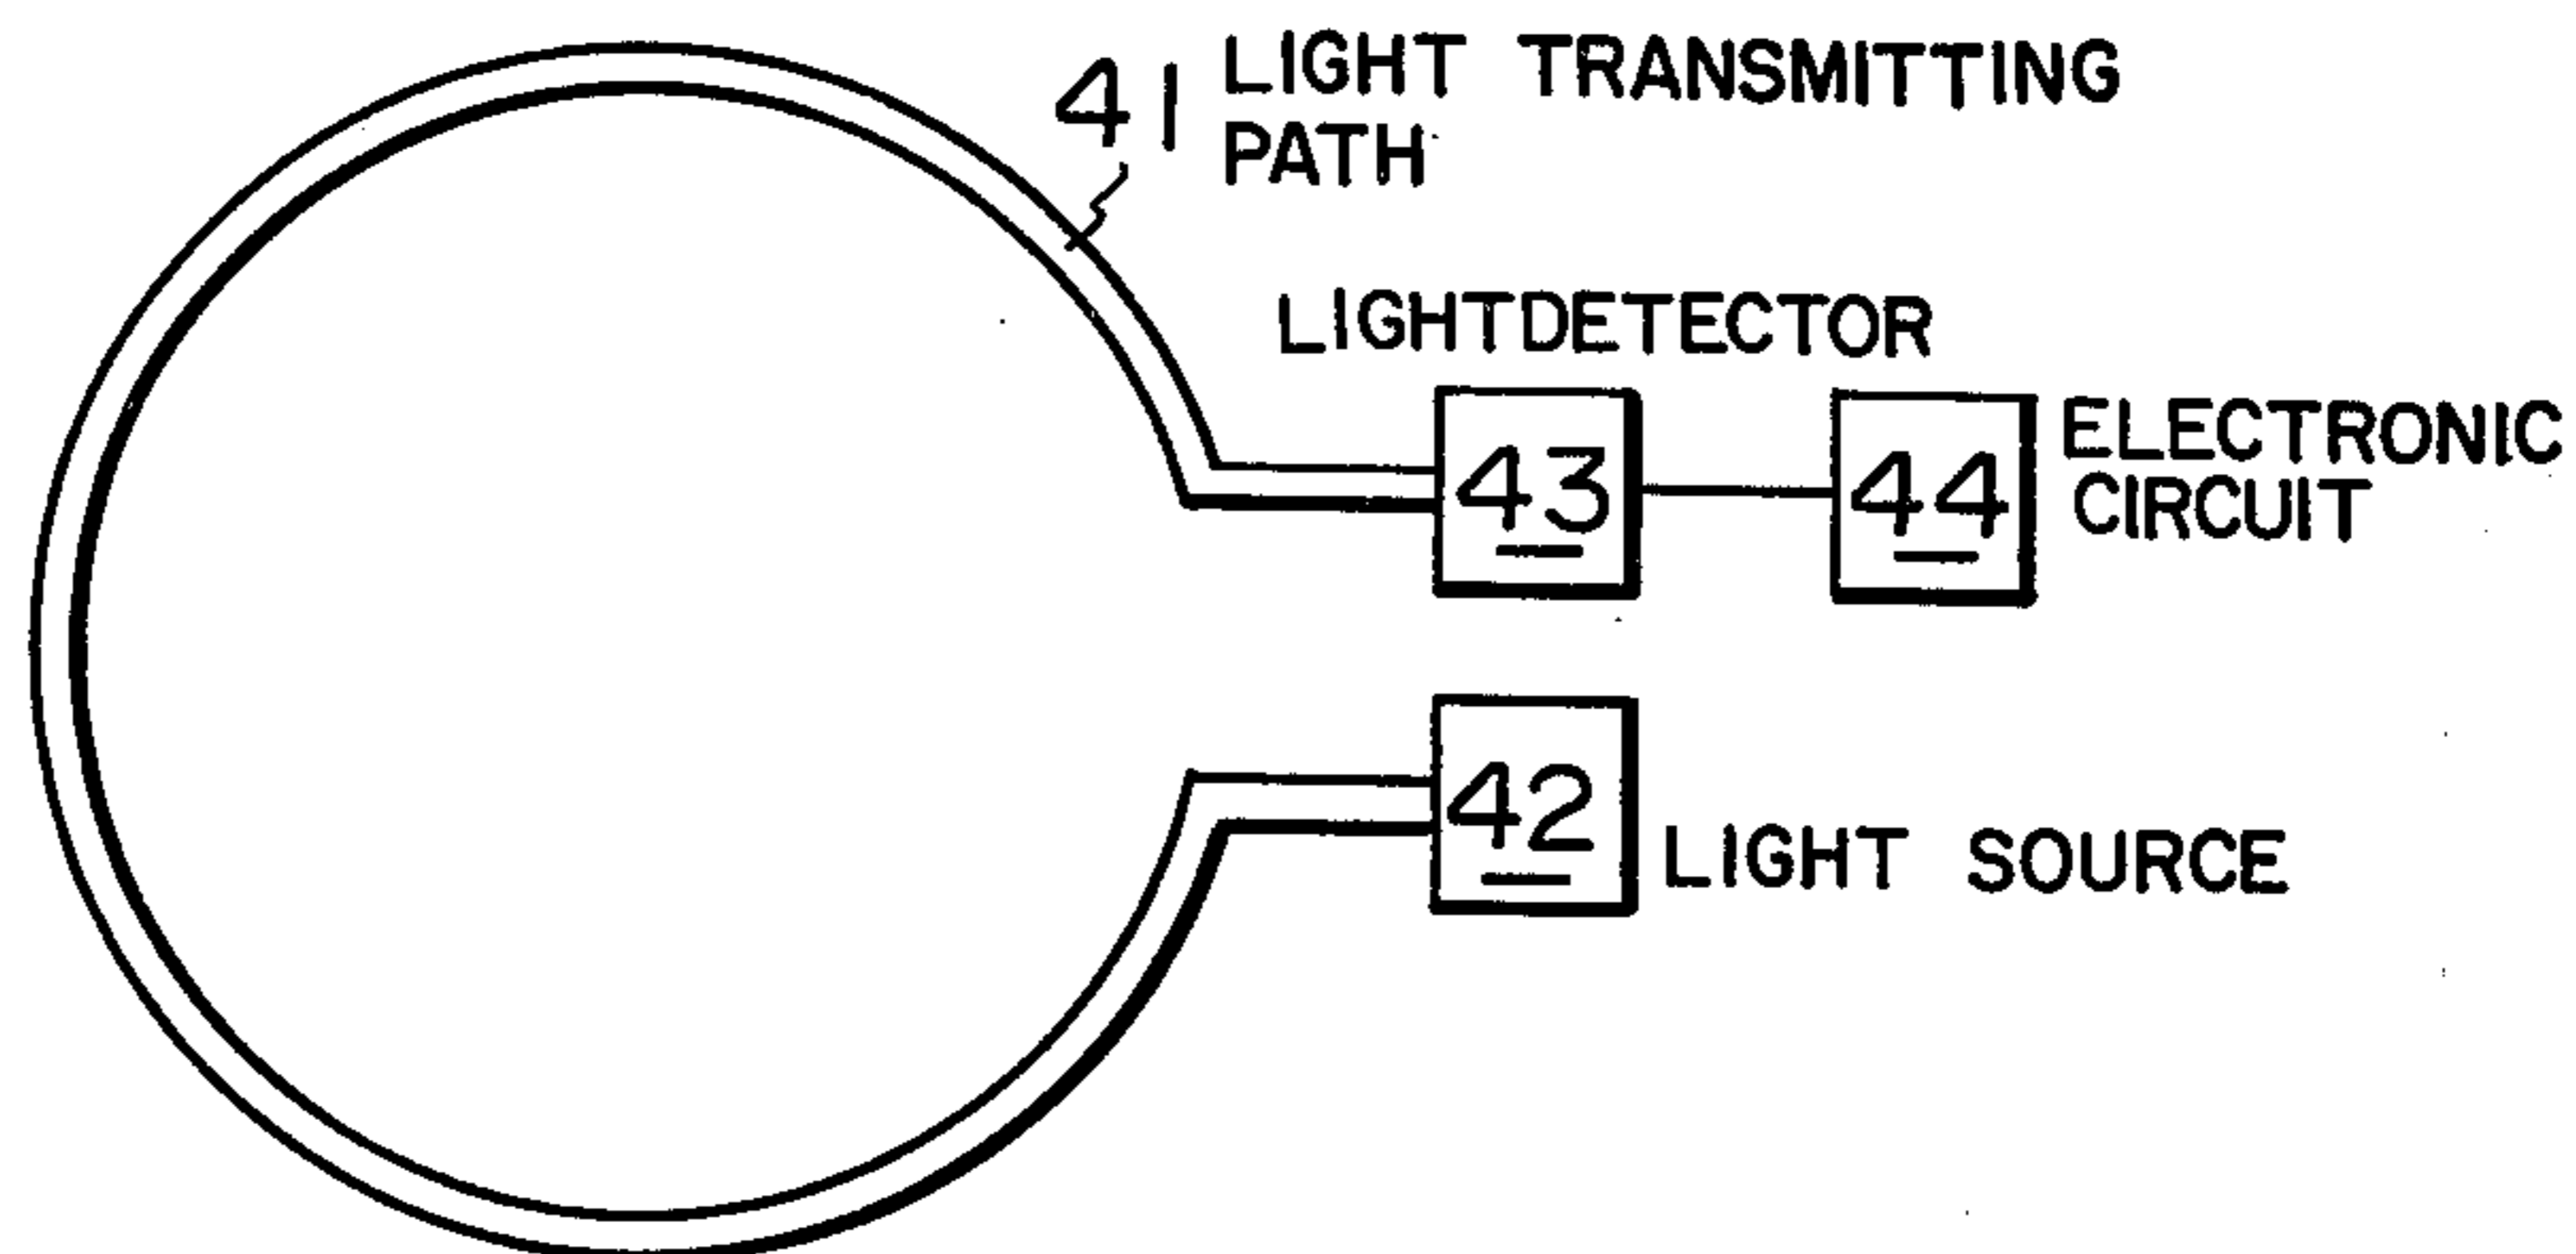 41 LIGHT TRANSMITTING
PATH
LIGHTDETECTOR
43
44
ELECTRONIC
CIRCUIT
42
LIGHT SOURCE